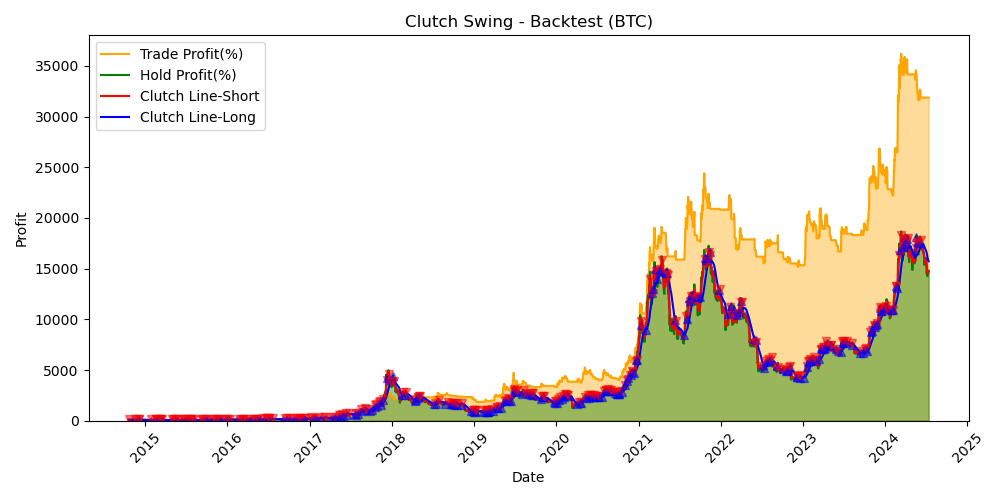 Clutch Swing - Backtest (BTC)
Trade Profit(%)
Hold Profit(%)
Clutch Line-Short
Clutch Line-Long
35000
30000
25000
20000
15000
10000
5000
0
Profit
2015
2016
2017
2018
2019
2020
2021
2022
2023
2024
2025
Date